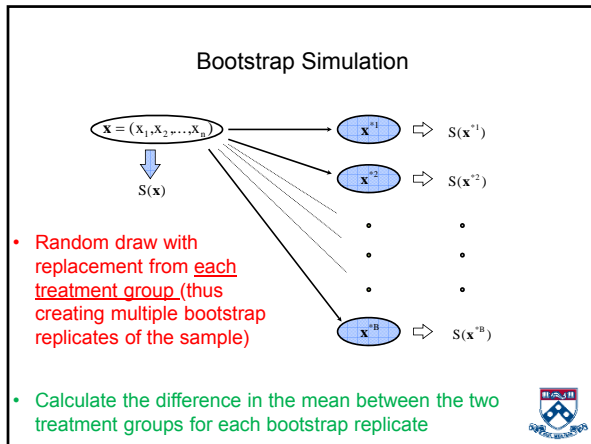 Bootstrap Simulation
x = (x₁,x₂,...,xₙ)
S(x)
x*1
S(x*1)
x*2
S(x*2)
x*B
S(x*B)
• Random draw with
replacement from each
treatment group (thus
creating multiple bootstrap
replicates of the sample)
• Calculate the difference in the mean between the two
treatment groups for each bootstrap replicate